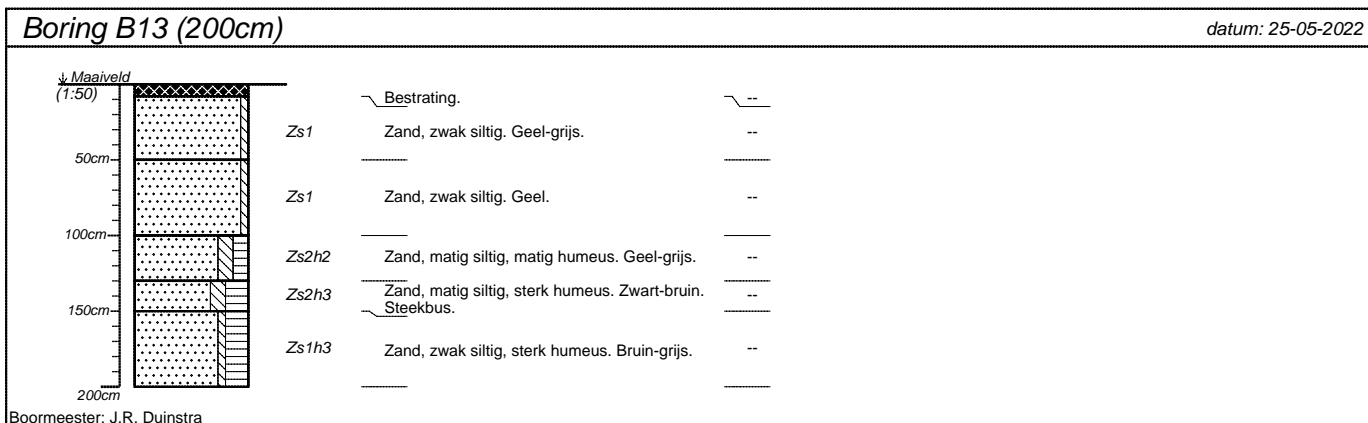 Boring B13 (200cm) datum: 25-05-2022
Maaiveld
(1:50)
Bestrating. --
Zs1 Zand, zwak siltig. Geel-grijs. --
50cm
Zs1 Zand, zwak siltig. Geel. --
100cm
Zs2h2 Zand, matig siltig, matig humeus. Geel-grijs. --
Zs2h3 Zand, matig siltig, sterk humeus. Zwart-bruin. --
Steekbus.
150cm
Zs1h3 Zand, zwak siltig, sterk humeus. Bruin-grijs. --
200cm
Boormeester: J.R. Duinstra